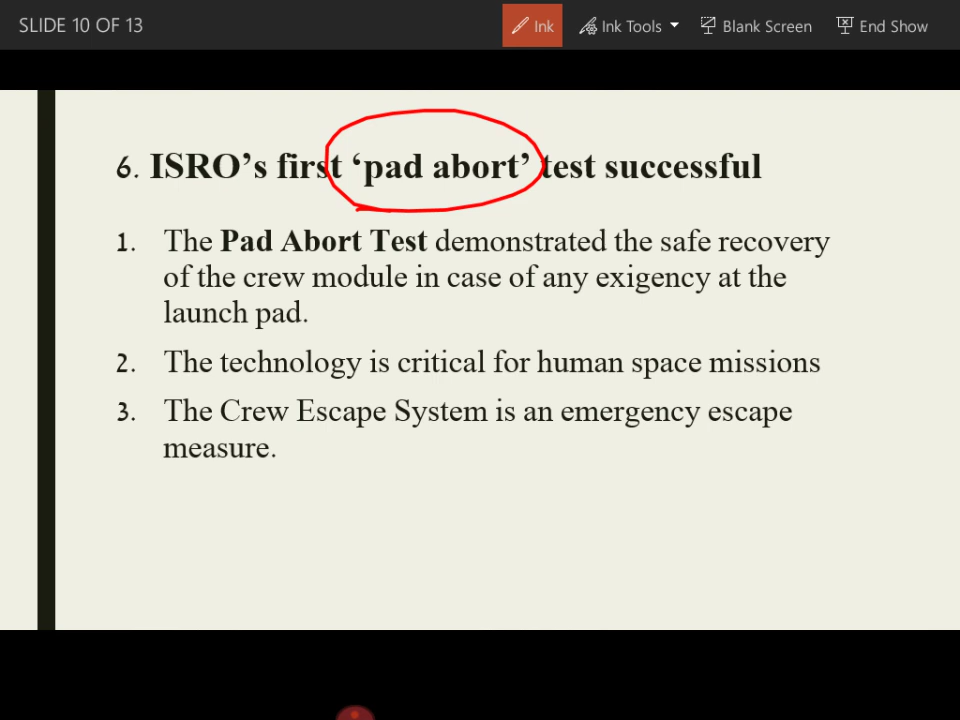 SLIDE 10 OF 13 Ink Ink Tools Blank Screen End Show
6. ISRO’s first ‘pad abort’ test successful
1. The Pad Abort Test demonstrated the safe recovery
of the crew module in case of any exigency at the
launch pad.
2. The technology is critical for human space missions
3. The Crew Escape System is an emergency escape
measure.